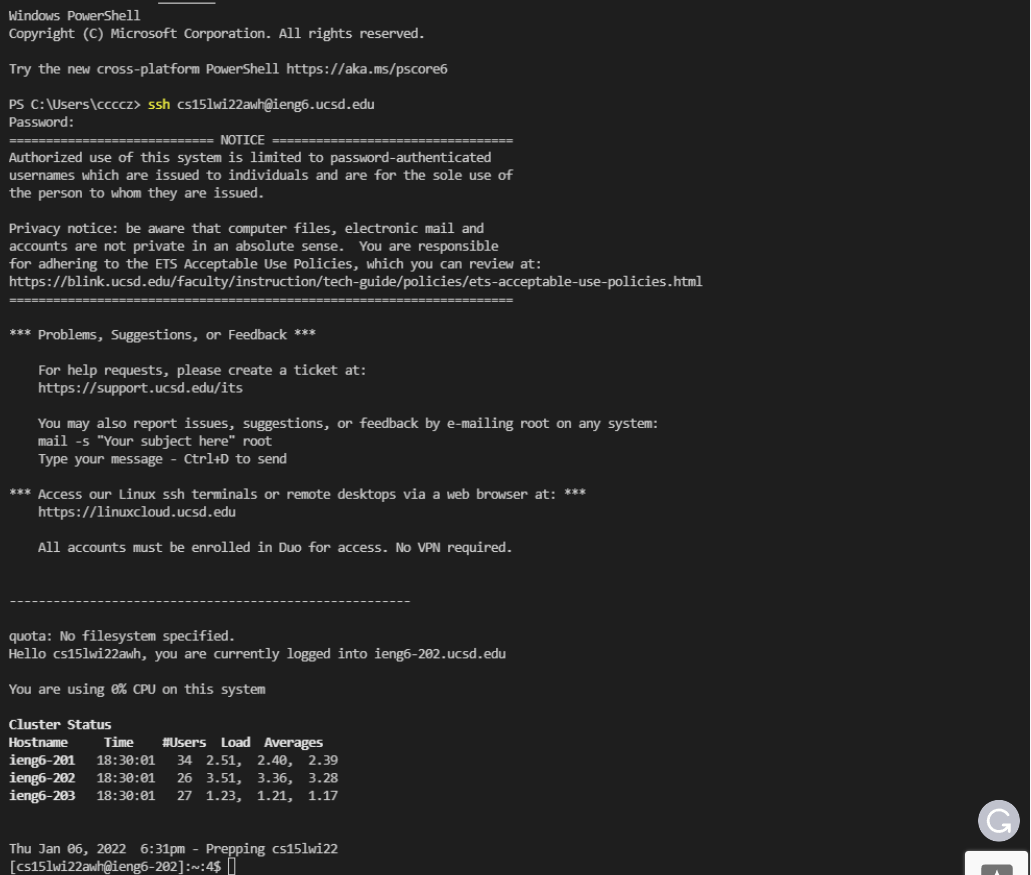 Windows PowerShell
Copyright (C) Microsoft Corporation. All rights reserved.
Try the new cross-platform PowerShell https://aka.ms/pscore6
PS C:\Users\ccccz> ssh cs15lwi22awh@ieng6.ucsd.edu
Password:
============================ NOTICE =================================
Authorized use of this system is limited to password-authenticated
usernames which are issued to individuals and are for the sole use of
the person to whom they are issued.
Privacy notice: be aware that computer files, electronic mail and
accounts are not private in an absolute sense.  You are responsible
for adhering to the ETS Acceptable Use Policies, which you can review at:
https://blink.ucsd.edu/faculty/instruction/tech-guide/policies/ets-acceptable-use-policies.html
=====================================================================
*** Problems, Suggestions, or Feedback ***
    For help requests, please create a ticket at:
    https://support.ucsd.edu/its
    You may also report issues, suggestions, or feedback by e-mailing root on any system:
    mail -s "Your subject here" root
    Type your message - Ctrl+D to send
*** Access our Linux ssh terminals or remote desktops via a web browser at: ***
    https://linuxcloud.ucsd.edu
    All accounts must be enrolled in Duo for access. No VPN required.
-------------------------------------------------------
quota: No filesystem specified.
Hello cs15lwi22awh, you are currently logged into ieng6-202.ucsd.edu
You are using 0% CPU on this system
Cluster Status
Hostname     Time    #Users  Load  Averages
ieng6-201   18:30:01   34  2.51,  2.40,  2.39
ieng6-202   18:30:01   26  3.51,  3.36,  3.28
ieng6-203   18:30:01   27  1.23,  1.21,  1.17
Thu Jan 06, 2022  6:31pm - Prepping cs15lwi22
[cs15lwi22awh@ieng6-202]:~:4$